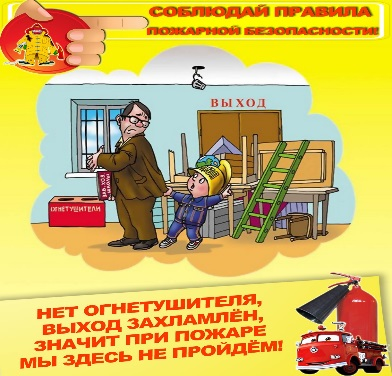 СОБЛЮДАЙ ПРАВИЛА
ПОЖАРНОЙ БЕЗОПАСНОСТИ!
ВЫХОД
ОГНЕТУШИТЕЛИ
НЕТ ОГНЕТУШИТЕЛЯ,
ВЫХОД ЗАХЛАМЛЁН,
ЗНАЧИТ ПРИ ПОЖАРЕ
МЫ ЗДЕСЬ НЕ ПРОЙДЁМ!